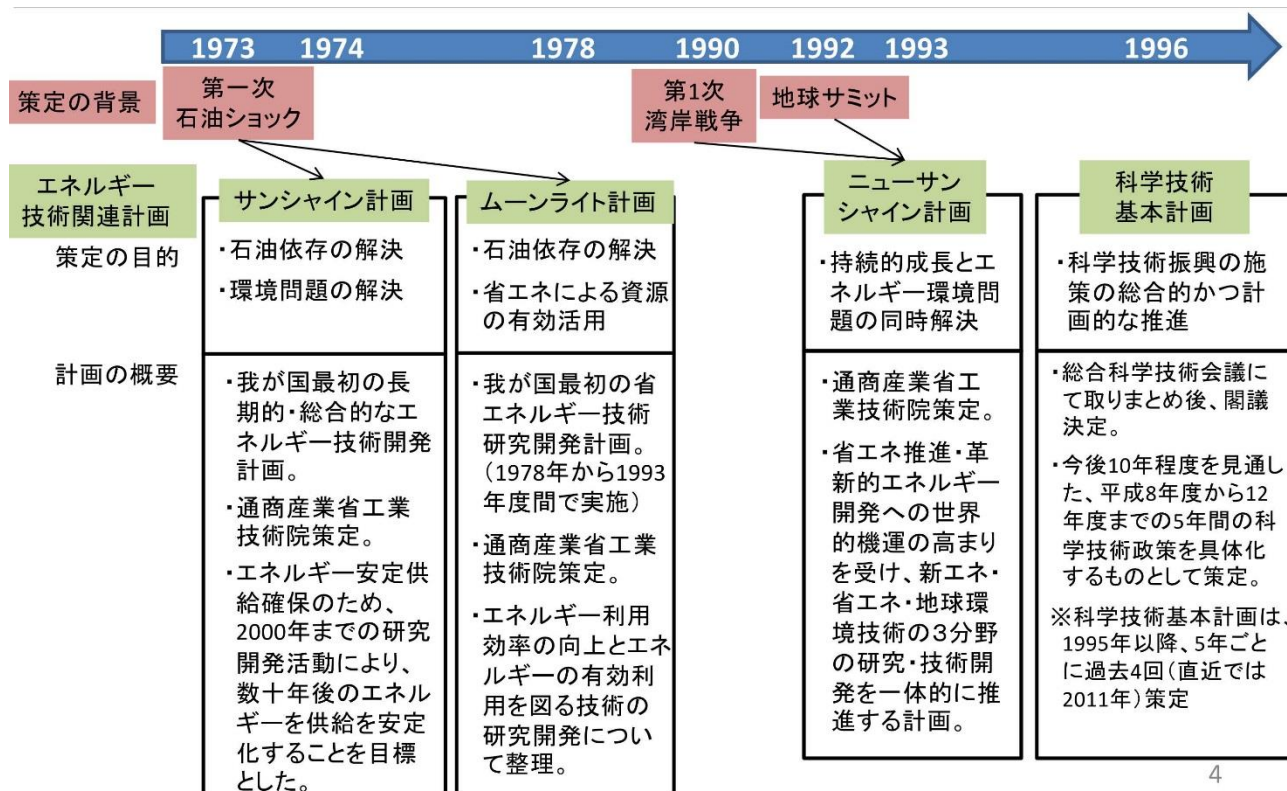 1973 1974 1978 1990 1992 1993 1996
策定の背景
第一次
石油ショック
第1次
湾岸戦争
地球サミット
エネルギー
技術関連計画
サンシャイン計画
ムーンライト計画
ニューサン
シャイン計画
科学技術
基本計画
策定の目的
・石油依存の解決
・環境問題の解決
・石油依存の解決
・省エネによる資源
の有効活用
・持続的成長とエ
ネルギー環境問
題の同時解決
・科学技術振興の施
策の総合的かつ計
画的な推進
計画の概要
・我が国最初の長
期的・総合的なエ
ネルギー技術開発
計画。
・通商産業省工業
技術院策定。
・エネルギー安定供
給確保のため、
2000年までの研究
開発活動により、
数十年後のエネル
ギーを供給を安定
化することを目標
とした。
・我が国最初の省
エネルギー技術
研究開発計画。
(1978年から1993
年度間で実施)
・通商産業省工業
技術院策定。
・エネルギー利用
効率の向上とエネ
ルギーの有効利
用を図る技術の
研究開発につい
て整理。
・通商産業省工
業技術院策定。
・省エネ推進・革
新的エネルギー
開発への世界
的機運の高まり
を受け、新エネ・
省エネ・地球環
境技術の3分野
の研究・技術開
発を一体的に推
進する計画。
・総合科学技術会議に
て取りまとめ後、閣議
決定。
・今後10年程度を見通し
た、平成8年度から12
年度までの5年間の科
学技術政策を具体化
するものとして策定。
※科学技術基本計画は、
1995年以降、5年ごと
に過去4回(直近では
2011年)策定
4